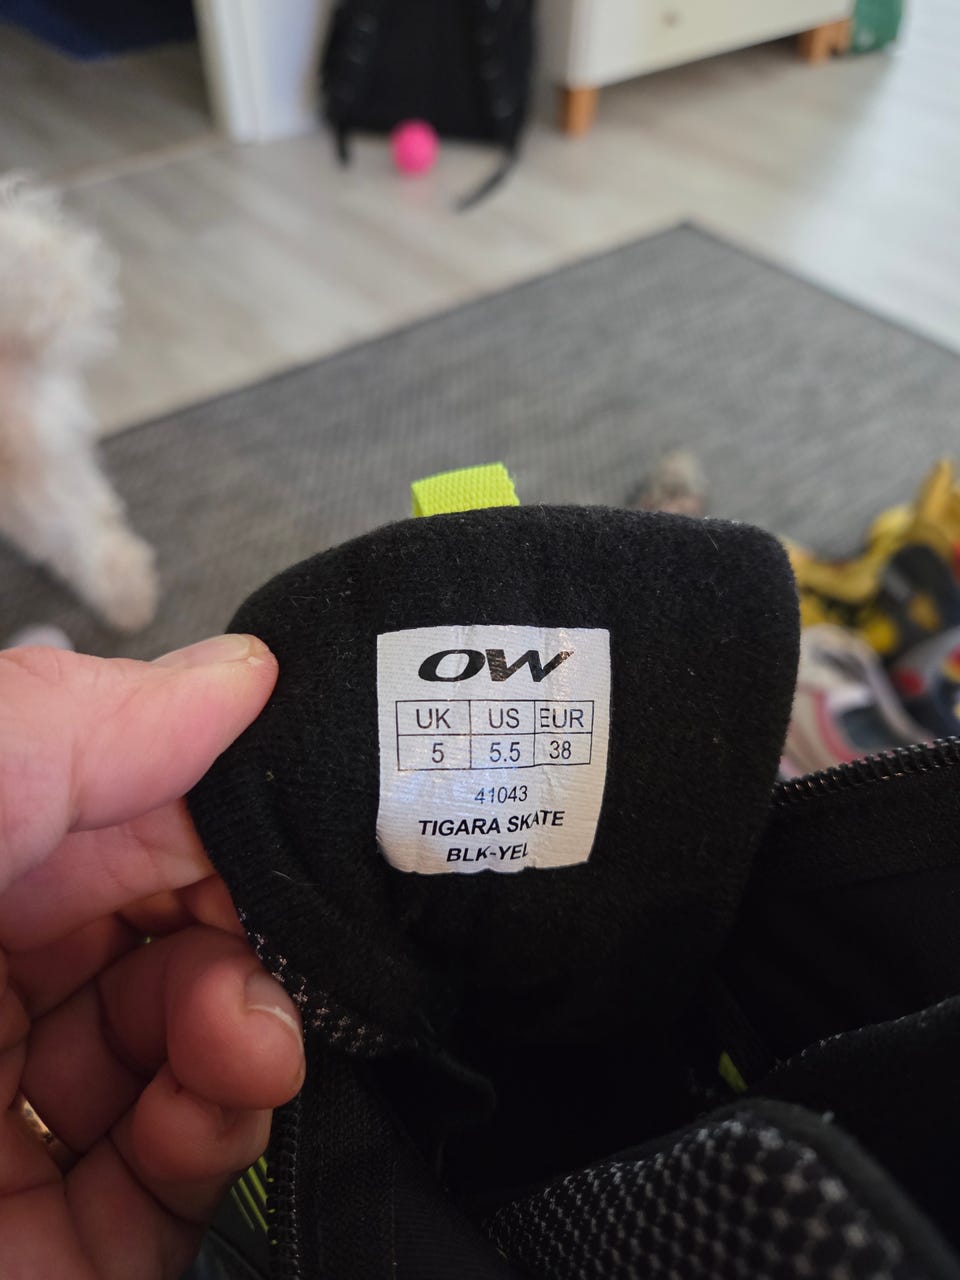 OW
UK US EUR
5 5.5 38
41043
TIGARA SKATE
BLK-YEL